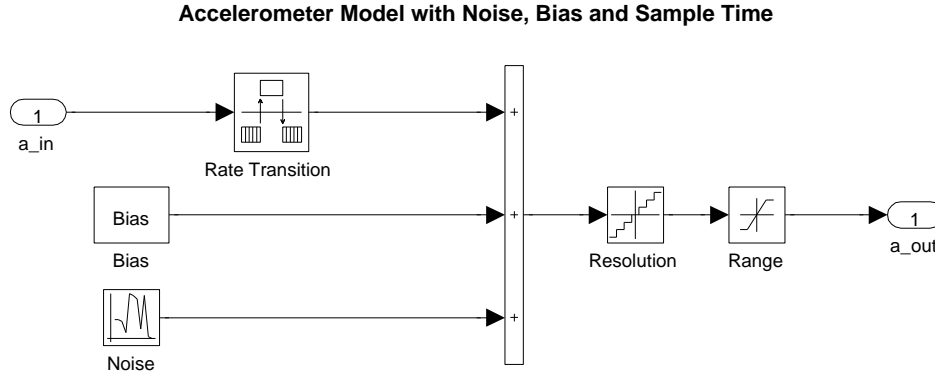 Accelerometer Model with Noise, Bias and Sample Time
1
a_in
Rate Transition
+
Bias
Bias
+
Resolution
Range
1
a_out
Noise
+